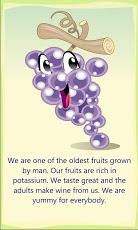 We are one of the oldest fruits grown
by man. Our fruits are rich in
potassium. We taste great and the
adults make wine from us. We are
yummy for everybody.